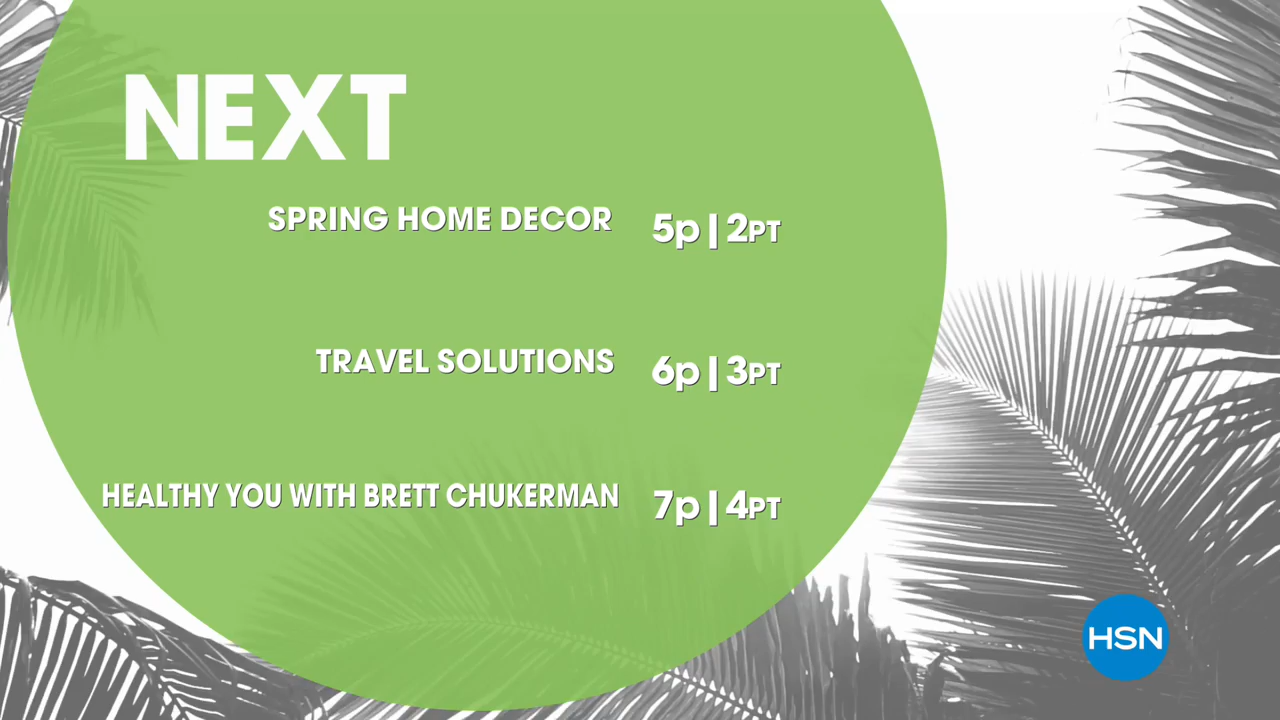 NEXT
SPRING HOME DECOR 5p | 2PT
TRAVEL SOLUTIONS 6p | 3PT
HEALTHY YOU WITH BRETT CHUKERMAN 7p | 4PT
HSN